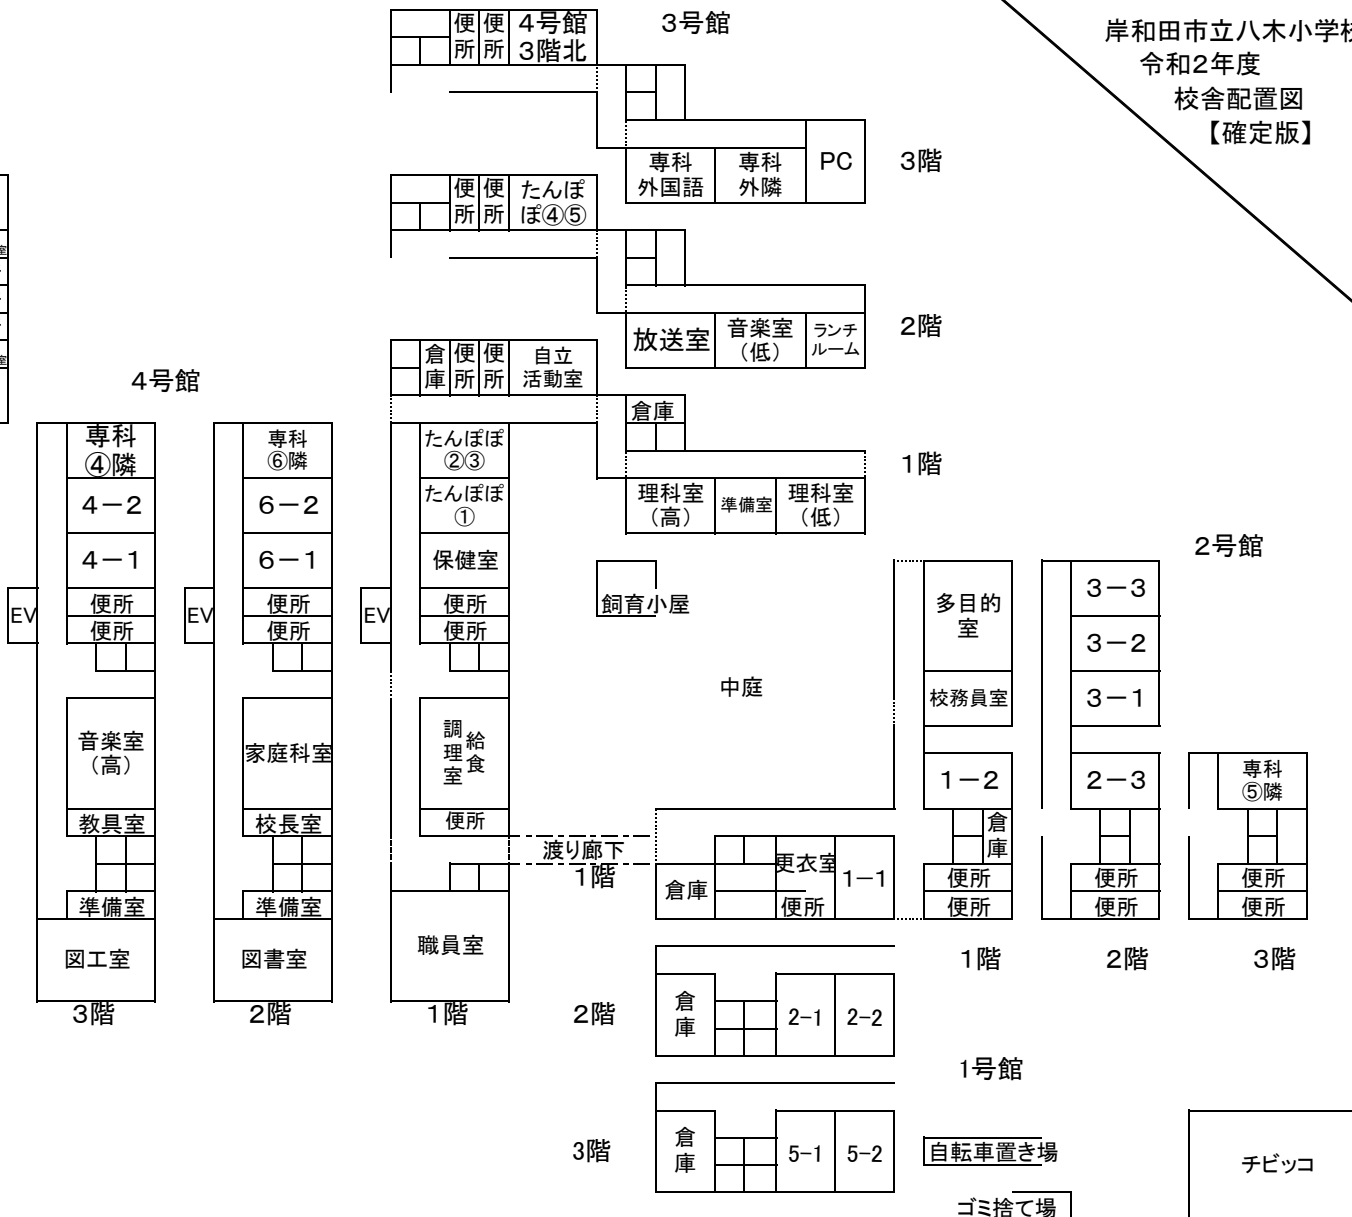 岸和田市立八木小学校
令和2年度
校舎配置図
【確定版】
3号館
便所
便所
4号館
3階北
専科
外国語
専科
外隣
PC
3階
便所
便所
たんぽ
ぽ④⑤
放送室
音楽室
(低)
ランチ
ルーム
2階
倉庫
便所
便所
自立
活動室
倉庫
理科室
(高)
準備室
理科室
(低)
1階
4号館
専科
④隣
4-2
4-1
EV
便所
便所
音楽室
(高)
教具室
準備室
図工室
3階
専科
⑥隣
6-2
6-1
EV
便所
便所
家庭科室
校長室
準備室
図書室
2階
たんぽぽ
②③
たんぽぽ
①
保健室
EV
便所
便所
給食
調理室
便所
職員室
1階
飼育小屋
中庭
渡り廊下
2号館
多目的
室
校務員室
1-2
倉庫
便所
便所
1階
3-3
3-2
3-1
2-3
便所
便所
2階
専科
⑤隣
便所
便所
3階
1階
倉庫
更衣室
便所
1-1
2階
倉庫
2-1
2-2
1号館
3階
倉庫
5-1
5-2
自転車置き場
ゴミ捨て場
チビッコ
室
室